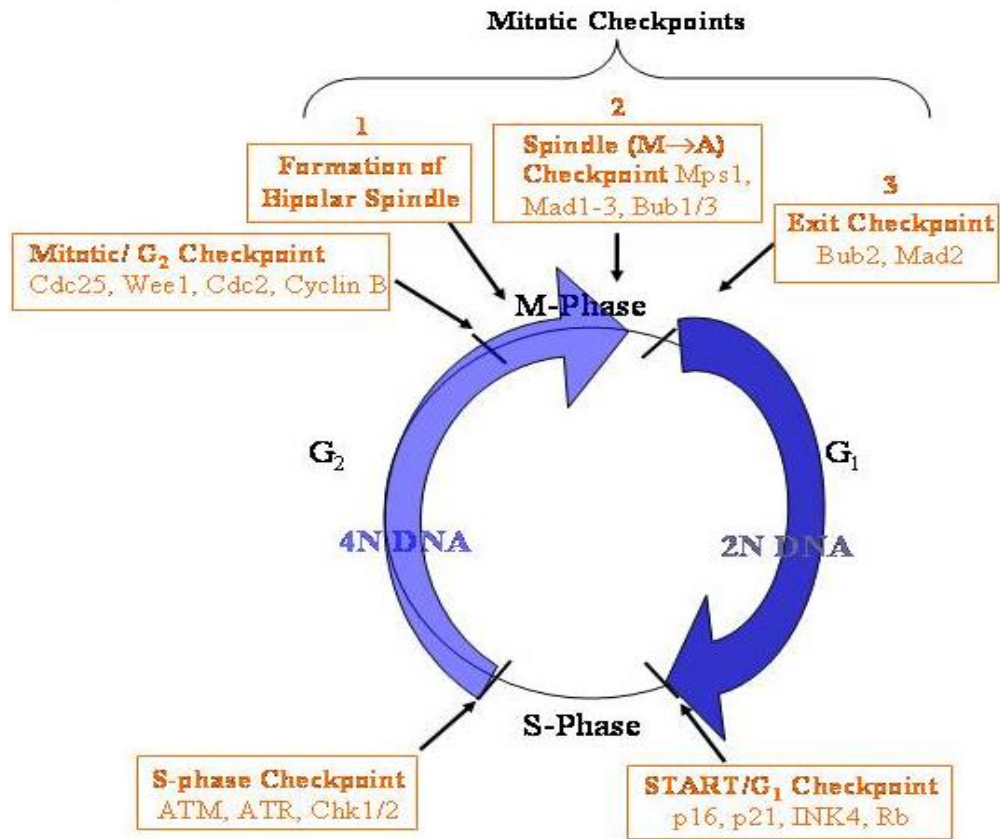 Mitotic Checkpoints
1
Formation of
Bipolar Spindle
2
Spindle (M→A)
Checkpoint Mps1,
Mad1-3, Bub1/3
3
Exit Checkpoint
Bub2, Mad2
Mitotic/ G₂ Checkpoint
Cdc25, Wee1, Cdc2, Cyclin B
M-Phase
G₂
G₁
4N DNA
2N DNA
S-Phase
S-phase Checkpoint
ATM, ATR, Chk1/2
START/G₁ Checkpoint
p16, p21, INK4, Rb